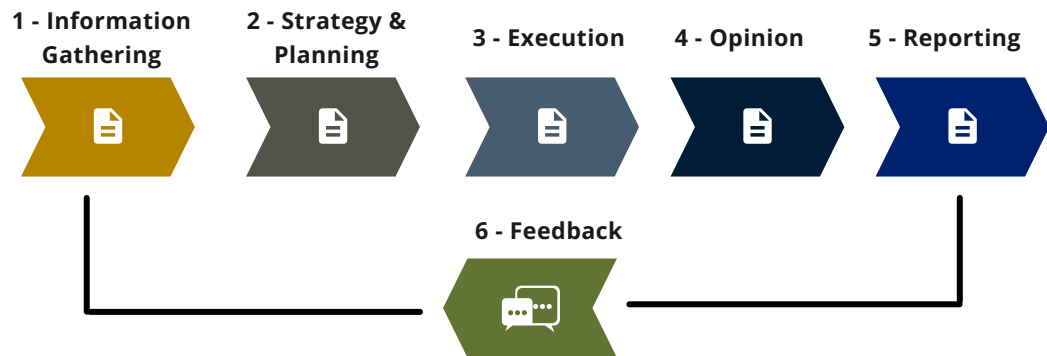 1 - Information
Gathering
2 - Strategy &
Planning
3 - Execution
4 - Opinion
5 - Reporting
6 - Feedback